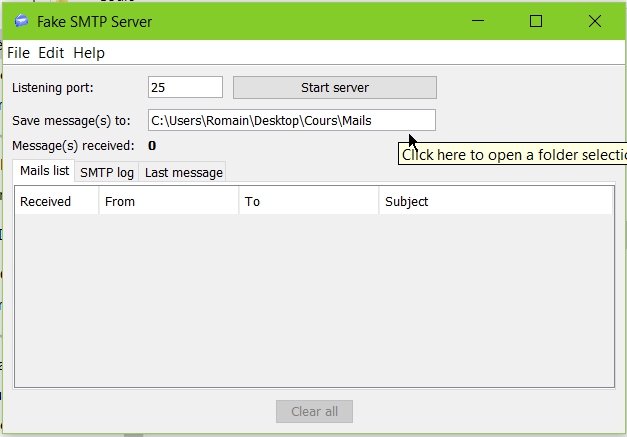 Fake SMTP Server
File Edit Help
Listening port: 25 Start server
Save message(s) to: C:\Users\Romain\Desktop\Cours\Mails
Message(s) received: 0
Click here to open a folder selectio
Mails list SMTP log Last message
Received From To Subject
Clear all